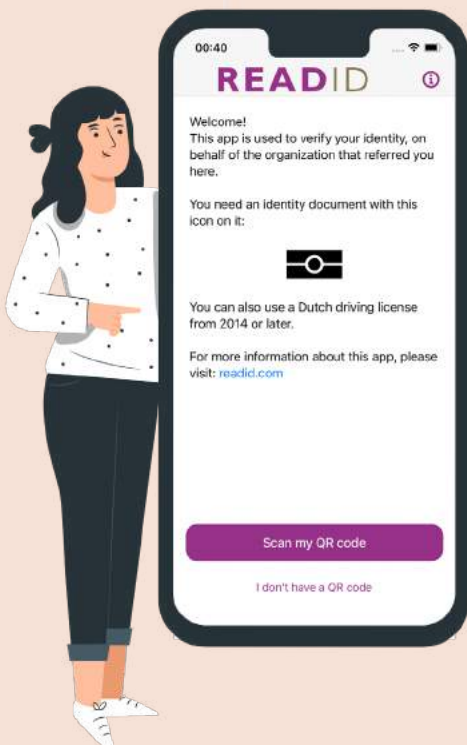 00:40
READID
Welcome!
This app is used to verify your identity, on
behalf of the organization that referred you
here.
You need an identity document with this
icon on it:
You can also use a Dutch driving license
from 2014 or later.
For more information about this app, please
visit: readid.com
Scan my QR code
I don't have a QR code